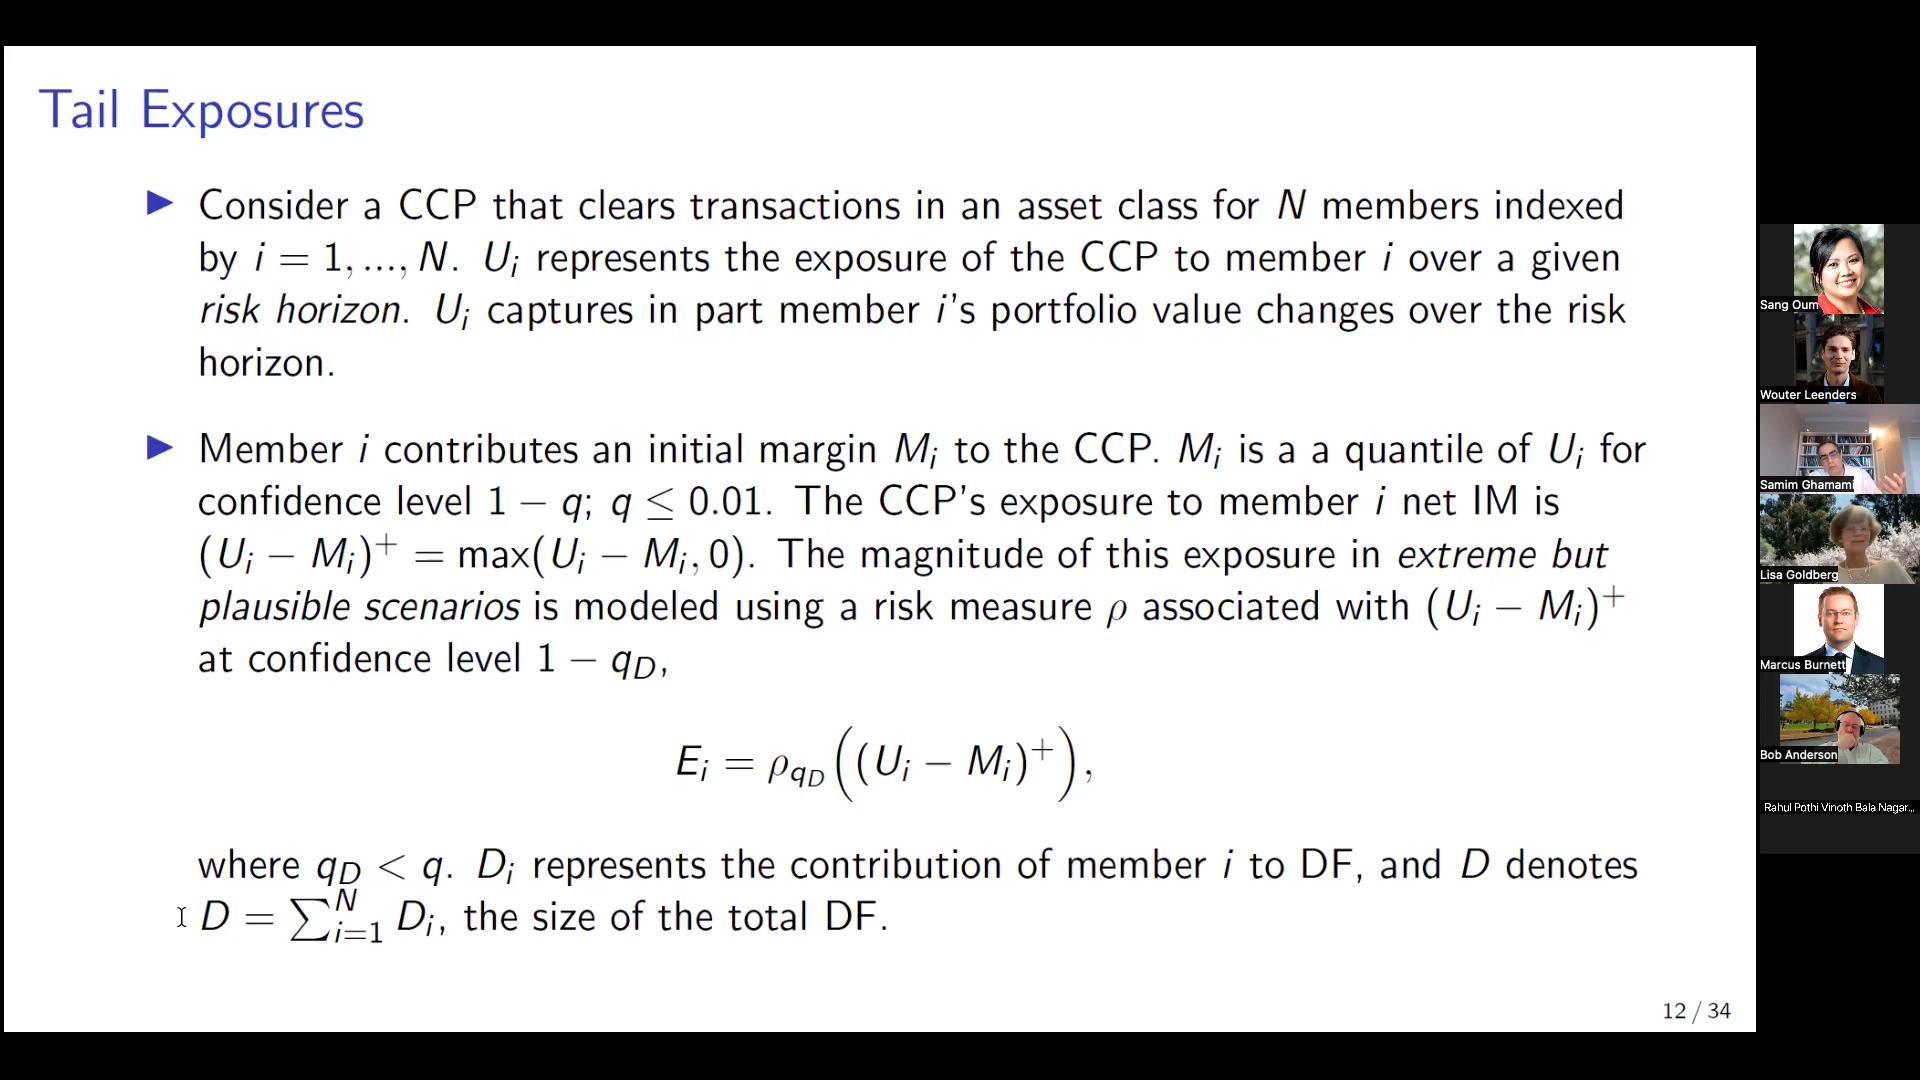 Tail Exposures
▶ Consider a CCP that clears transactions in an asset class for N members indexed
by i = 1, ..., N. U_i represents the exposure of the CCP to member i over a given
risk horizon. U_i captures in part member i's portfolio value changes over the risk
horizon.
▶ Member i contributes an initial margin M_i to the CCP. M_i is a a quantile of U_i for
confidence level 1 − q; q ≤ 0.01. The CCP's exposure to member i net IM is
(U_i − M_i)^+ = max(U_i − M_i, 0). The magnitude of this exposure in extreme but
plausible scenarios is modeled using a risk measure ρ associated with (U_i − M_i)^+
at confidence level 1 − q_D,
E_i = ρ_{q_D}((U_i − M_i)^+),
where q_D < q. D_i represents the contribution of member i to DF, and D denotes
D = ∑_{i=1}^N D_i, the size of the total DF.
12 / 34
Sang Oum
Wouter Leenders
Samim Ghamami
Lisa Goldberg
Marcus Burnett
Bob Anderson
Rahul Pothi Vinoth Bala Nagar...